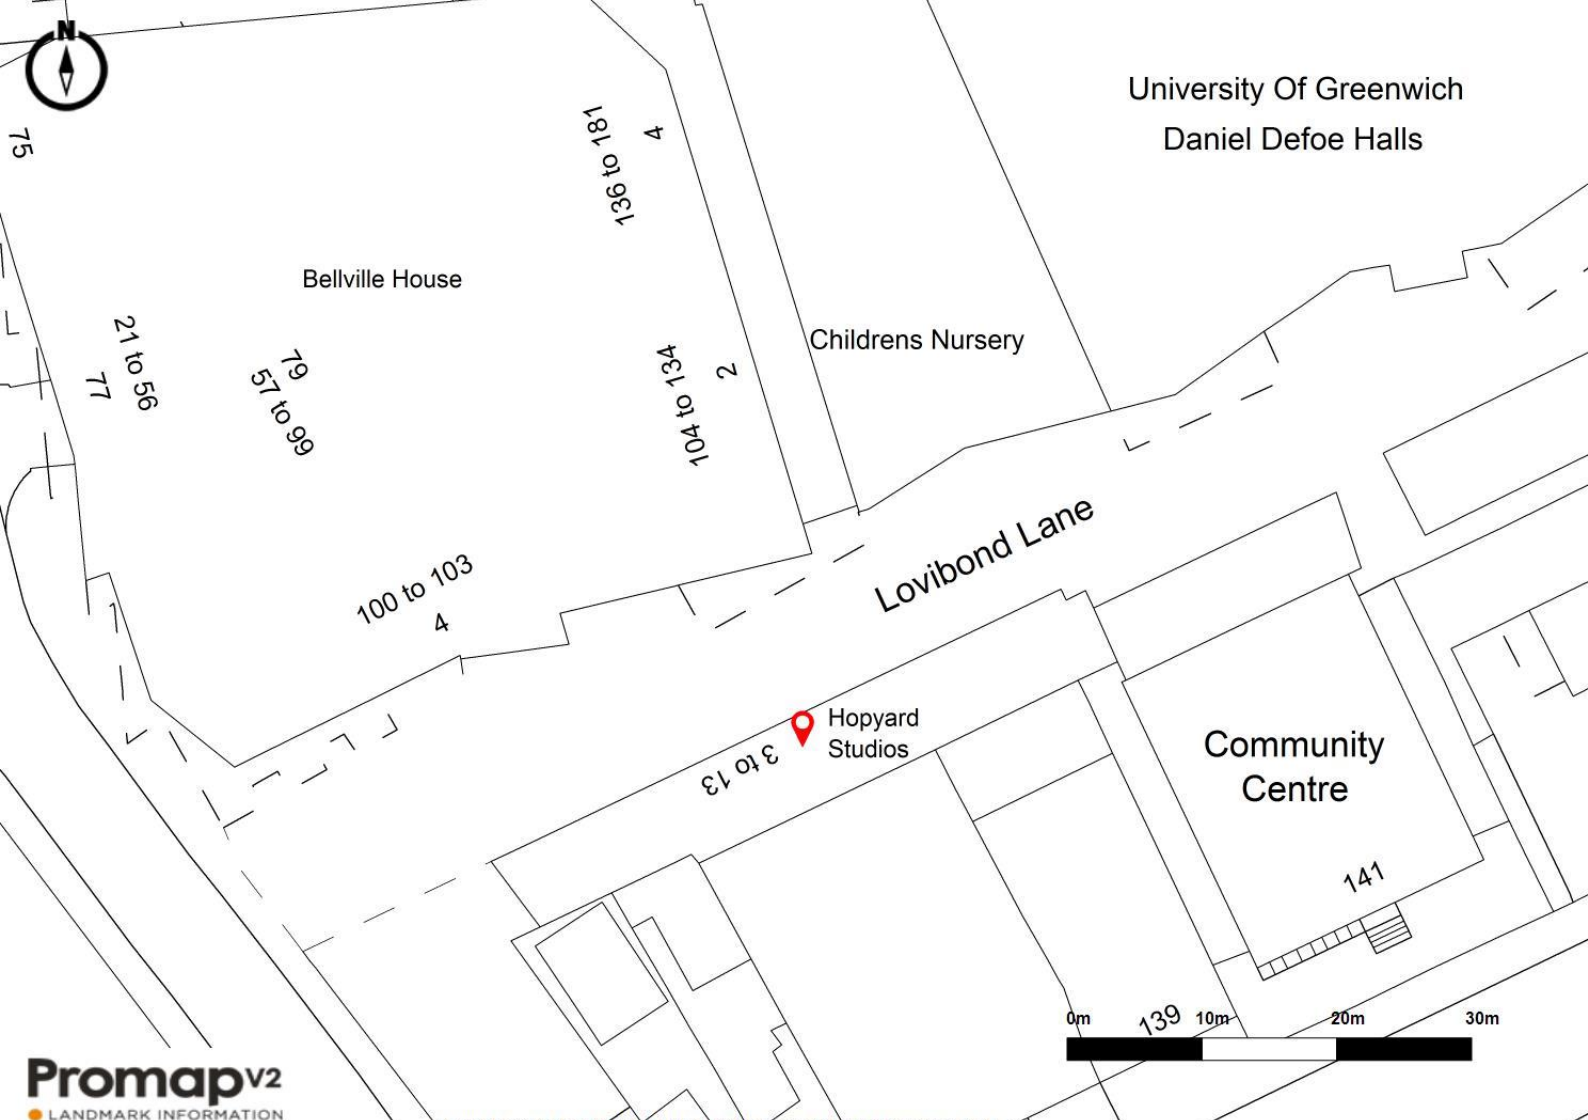 N
University Of Greenwich
Daniel Defoe Halls
75
136 to 181
4
Bellville House
21 to 56
77
79
57 to 99
Childrens Nursery
104 to 134
2
Lovibond Lane
100 to 103
4
Hopyard
Studios
3 to 13
Community
Centre
141
139
0m 10m 20m 30m
Promap V2
LANDMARK INFORMATION